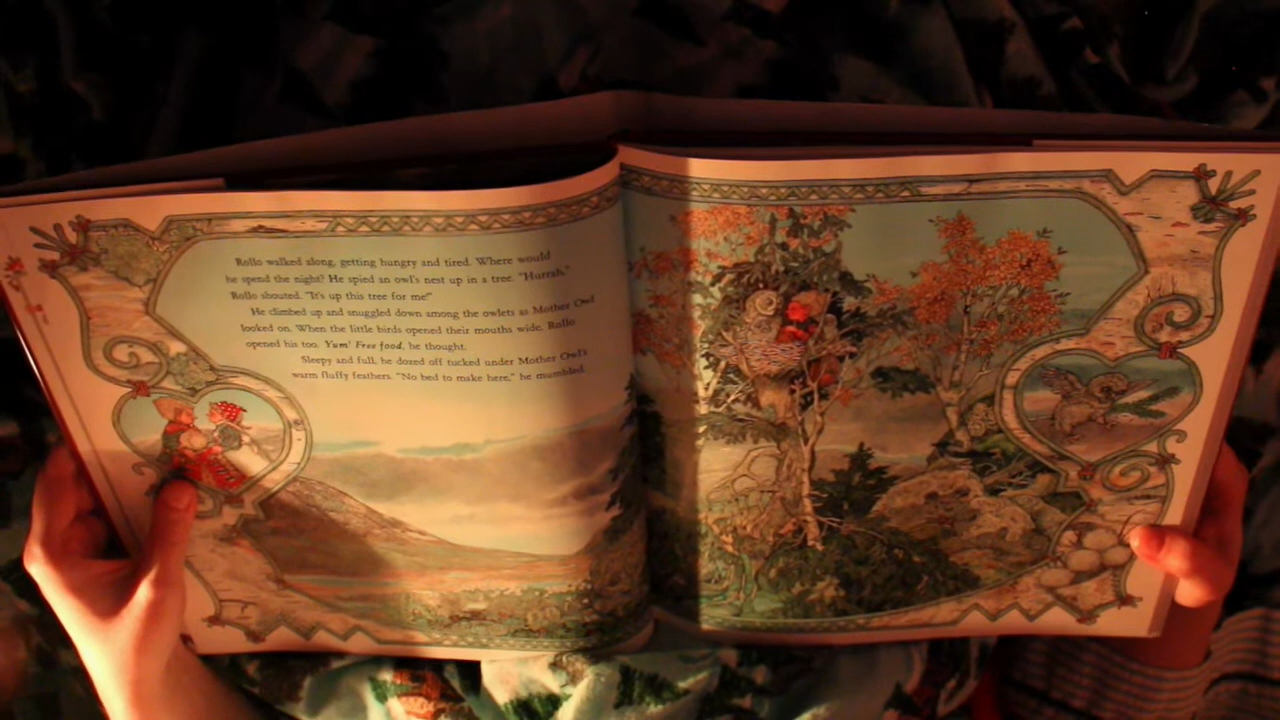 Rollo walked along, getting hungry and tired. Where would
he spend the night? He spied an owl's nest up in a tree. "Hurrah,"
Rollo shouted. "It's up this tree for me!"
He climbed up and snuggled down among the owlets as Mother Owl
looked on. When the little birds opened their mouths wide, Rollo
opened his too. Yum! Free food, he thought.
Sleepy and full, he dozed off tucked under Mother Owl's
warm fluffy feathers. "No bed to make here," he mumbled.